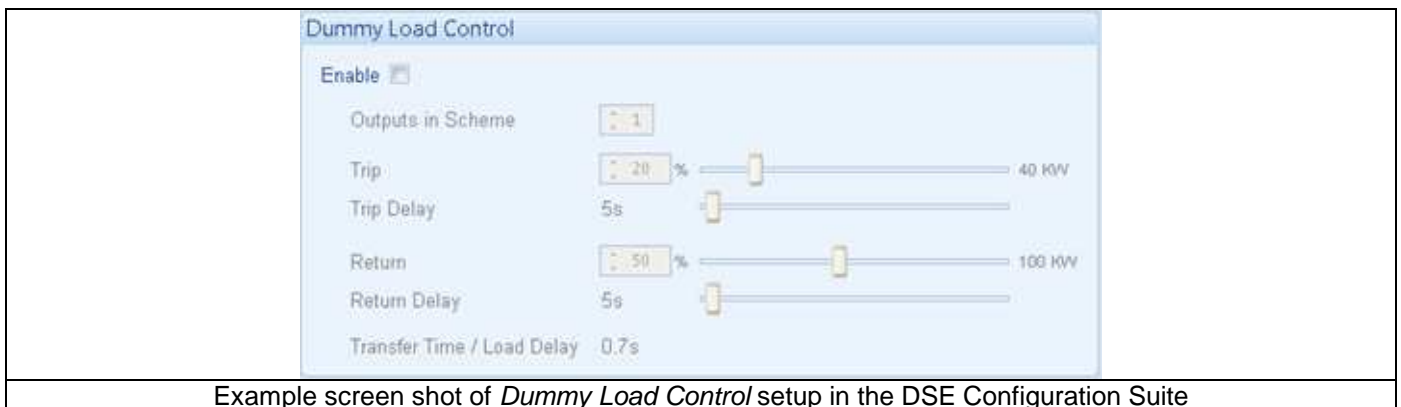 Dummy Load Control
Enable
Outputs in Scheme 1
Trip 20 % 40 KW
Trip Delay 5s
Return 50 % 100 KW
Return Delay 5s
Transfer Time / Load Delay 0.7s
Example screen shot of Dummy Load Control setup in the DSE Configuration Suite